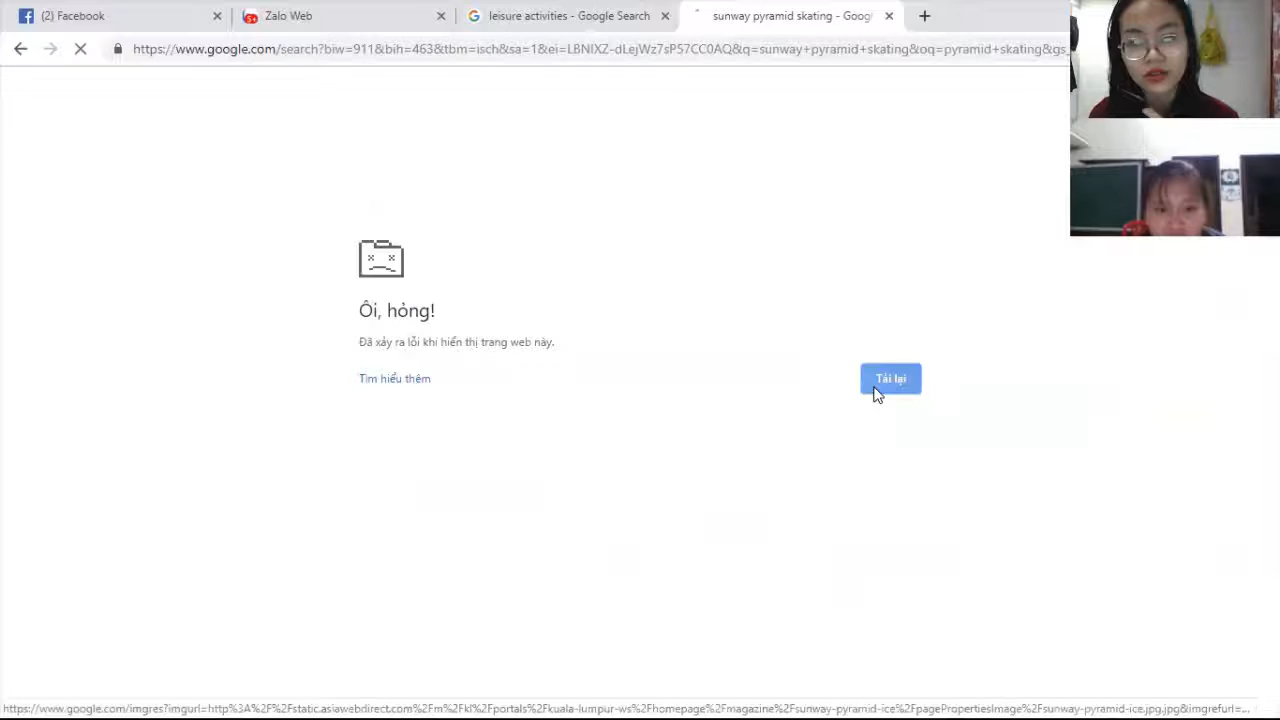 (2) Facebook
Zalo Web
leisure activities - Google Search
sunway pyramid skating - Goog
https://www.google.com/search?biw=911&bih=463&tbm=isch&sa=1&ei=LBNIXZ-dLejWz7sP57CC0AQ&q=sunway+pyramid+skating&oq=pyramid+skating&gs_
Ôi, hỏng!
Đã xảy ra lỗi khi hiển thị trang web này.
Tìm hiểu thêm
Tải lại
https://www.google.com/imgres?imgurl=http%3A%2F%2Fstatic.asiawebdirect.com%2Fm%2Fkl%2Fportals%2Fkuala-lumpur-ws%2Fhomepage%2Fmagazine%2Fsunway-pyramid-ice%2FpagePropertiesImage%2Fsunway-pyramid-ice.jpg.jpg&imgrefurl=...